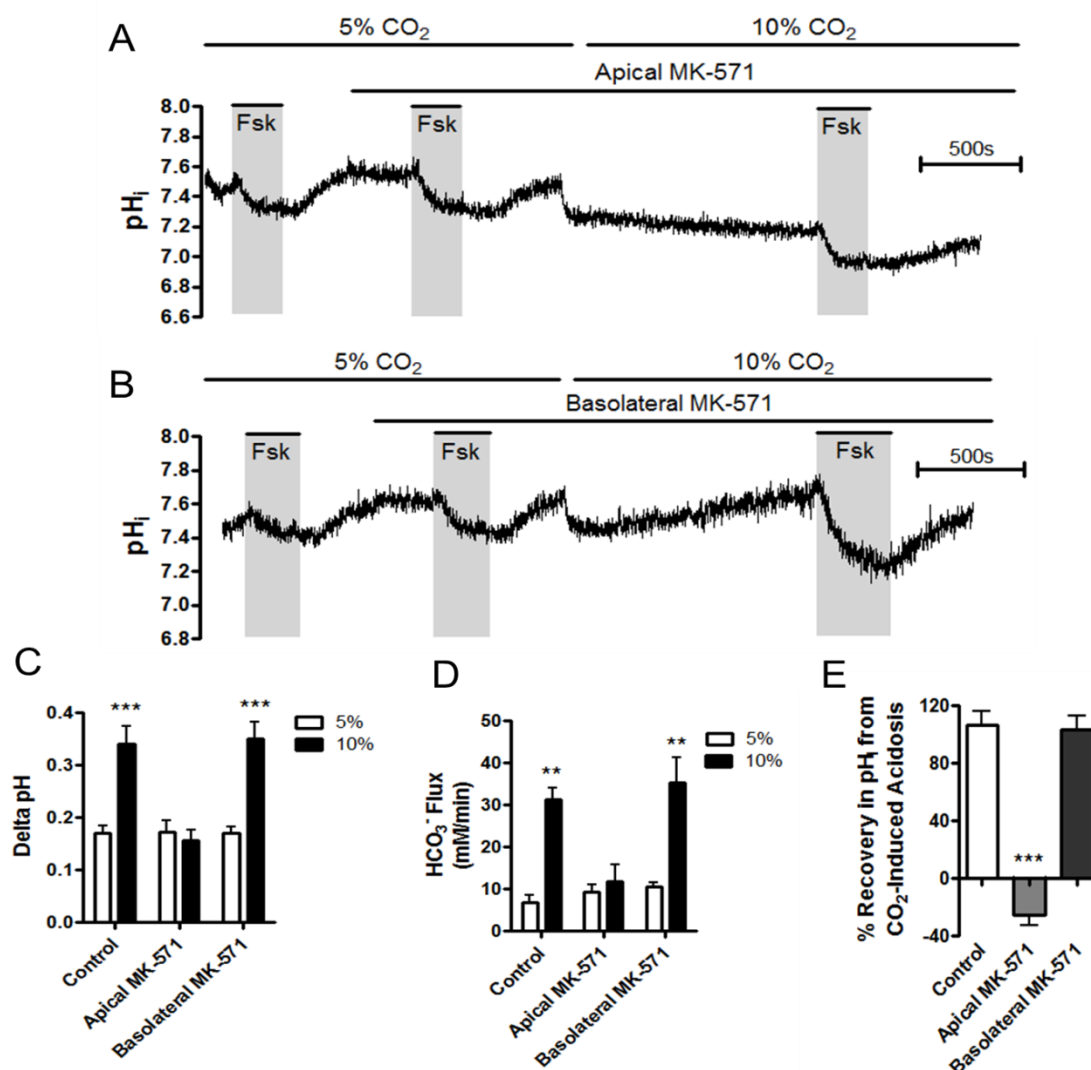 A
5% CO₂
10% CO₂
Apical MK-571
8.0
7.8
7.6
7.4
7.2
7.0
6.8
6.6
pHᵢ
Fsk
Fsk
Fsk
500s
B
5% CO₂
10% CO₂
Basolateral MK-571
8.0
7.8
7.6
7.4
7.2
7.0
6.8
pHᵢ
Fsk
Fsk
Fsk
500s
C
Delta pH
0.4
0.3
0.2
0.1
0.0
***
***
5%
10%
Control
Apical MK-571
Basolateral MK-571
D
HCO₃⁻ Flux
(mM/min)
50
40
30
20
10
0
**
**
5%
10%
Control
Apical MK-571
Basolateral MK-571
E
% Recovery in pHᵢ from
CO₂-Induced Acidosis
120
80
40
0
-40
***
Control
Apical MK-571
Basolateral MK-571